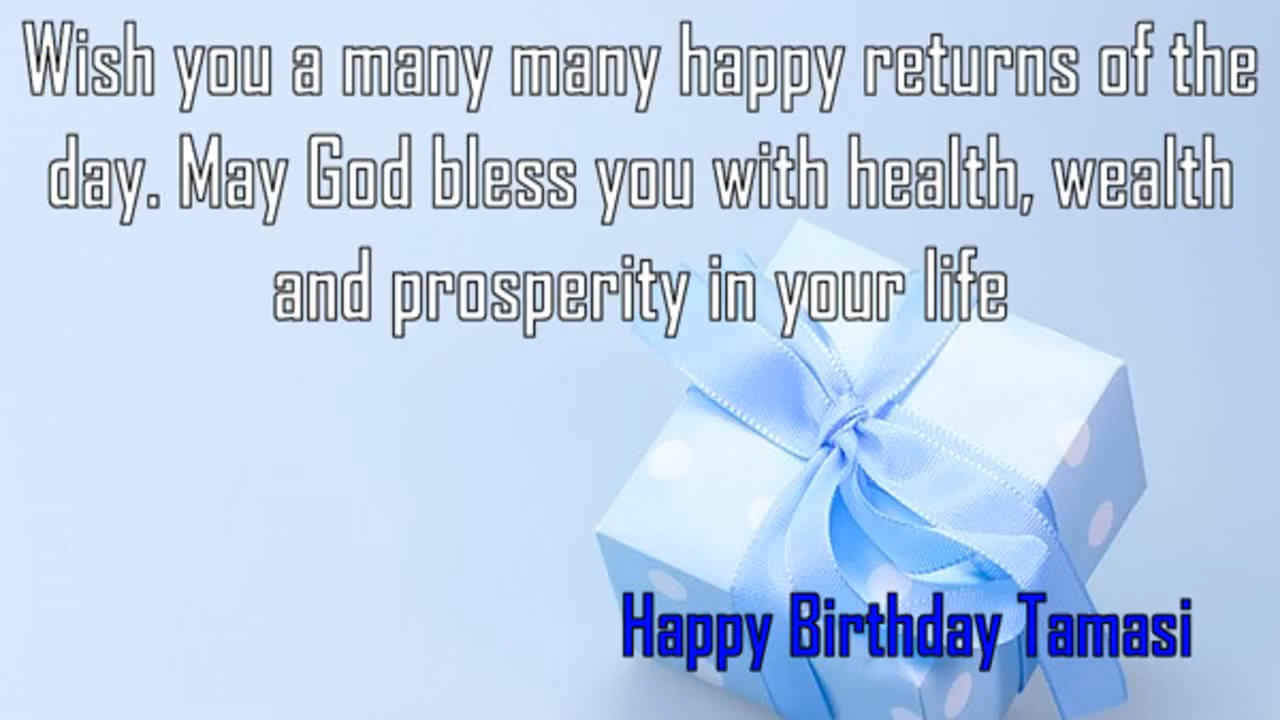 Wish you a many many happy returns of the
day. May God bless you with health, wealth
and prosperity in your life
Happy Birthday Tamasi